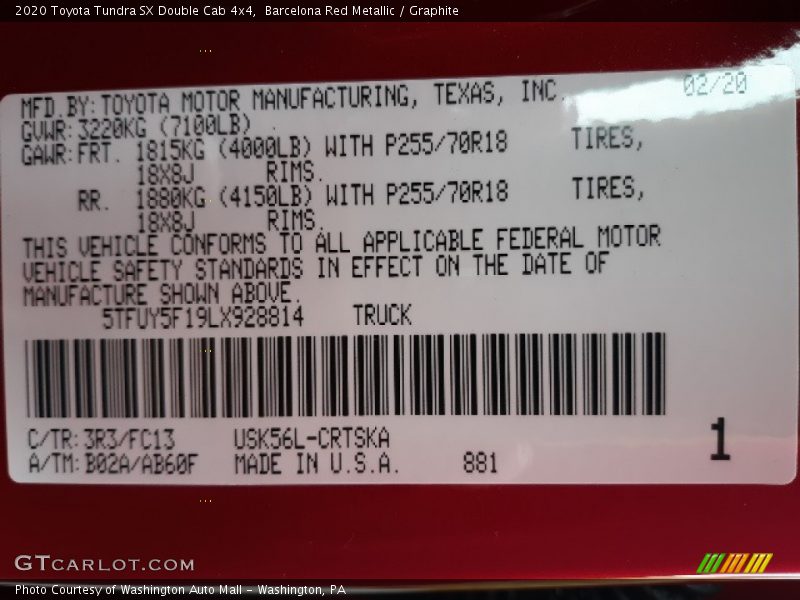 2020 Toyota Tundra SX Double Cab 4x4,  Barcelona Red Metallic / Graphite
MFD.BY:TOYOTA MOTOR MANUFACTURING, TEXAS, INC. 02/20
GVWR:3220KG (7100LB)
GAWR:FRT. 1815KG (4000LB) WITH P255/70R18 TIRES,
18X8J RIMS.
RR. 1880KG (4150LB) WITH P255/70R18 TIRES,
18X8J RIMS.
THIS VEHICLE CONFORMS TO ALL APPLICABLE FEDERAL MOTOR
VEHICLE SAFETY STANDARDS IN EFFECT ON THE DATE OF
MANUFACTURE SHOWN ABOVE.
5TFUY5F19LX928814 TRUCK
C/TR:3R3/FC13 USK56L-CRTSKA
A/TM:B02A/AB60F MADE IN U.S.A. 881
1
GTCARLOT.COM
Photo Courtesy of Washington Auto Mall - Washington, PA